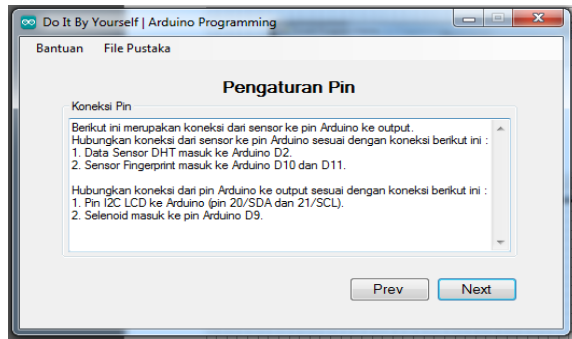 Do It By Yourself | Arduino Programming
Bantuan File Pustaka
Pengaturan Pin
Koneksi Pin
Berikut ini merupakan koneksi dari sensor ke pin Arduino ke output.
Hubungkan koneksi dari sensor ke pin Arduino sesuai dengan koneksi berikut ini :
1. Data Sensor DHT masuk ke Arduino D2.
2. Sensor Fingerprint masuk ke Arduino D10 dan D11.
Hubungkan koneksi dari pin Arduino ke output sesuai dengan koneksi berikut ini :
1. Pin I2C LCD ke Arduino (pin 20/SDA dan 21/SCL).
2. Selenoid masuk ke pin Arduino D9.
Prev Next